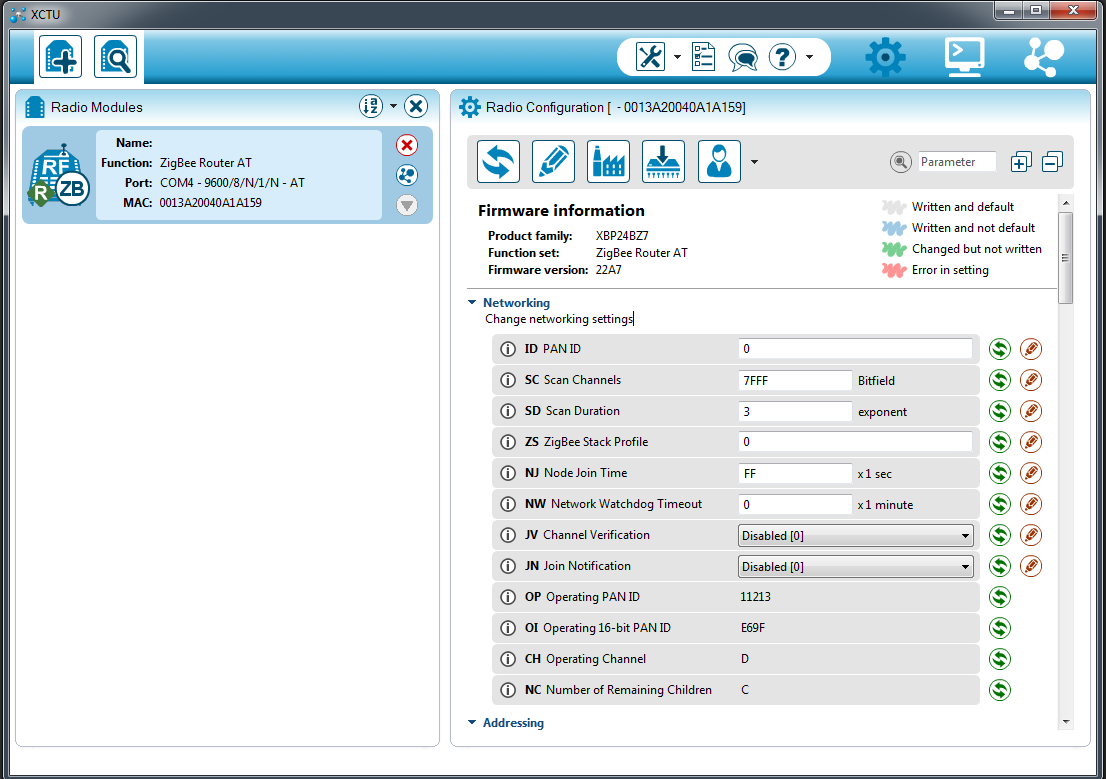 XCTU
Radio Modules
Name:
Function: ZigBee Router AT
Port: COM4 - 9600/8/N/1/N - AT
MAC: 0013A20040A1A159
RF
R
ZB
Radio Configuration [ - 0013A20040A1A159]
Parameter
Firmware information
Product family: XBP24BZ7
Function set: ZigBee Router AT
Firmware version: 22A7
Written and default
Written and not default
Changed but not written
Error in setting
Networking
Change networking settings
ID PAN ID 0
SC Scan Channels 7FFF Bitfield
SD Scan Duration 3 exponent
ZS ZigBee Stack Profile 0
NJ Node Join Time FF x 1 sec
NW Network Watchdog Timeout 0 x 1 minute
JV Channel Verification Disabled [0]
JN Join Notification Disabled [0]
OP Operating PAN ID 11213
OI Operating 16-bit PAN ID E69F
CH Operating Channel D
NC Number of Remaining Children C
Addressing